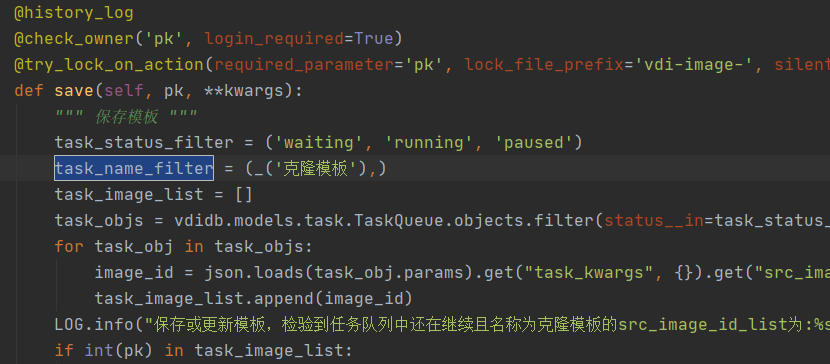 @history_log
@check_owner('pk', login_required=True)
@try_lock_on_action(required_parameter='pk', lock_file_prefix='vdi-image-', silent
def save(self, pk, **kwargs):
""" 保存模板 """
task_status_filter = ('waiting', 'running', 'paused')
task_name_filter = (_('克隆模板'),)
task_image_list = []
task_objs = vdidb.models.task.TaskQueue.objects.filter(status__in=task_status_
for task_obj in task_objs:
image_id = json.loads(task_obj.params).get("task_kwargs", {}).get("src_ima
task_image_list.append(image_id)
LOG.info("保存或更新模板，检验到任务队列中还在继续且名称为克隆模板的src_image_id_list为:%s
if int(pk) in task_image_list: